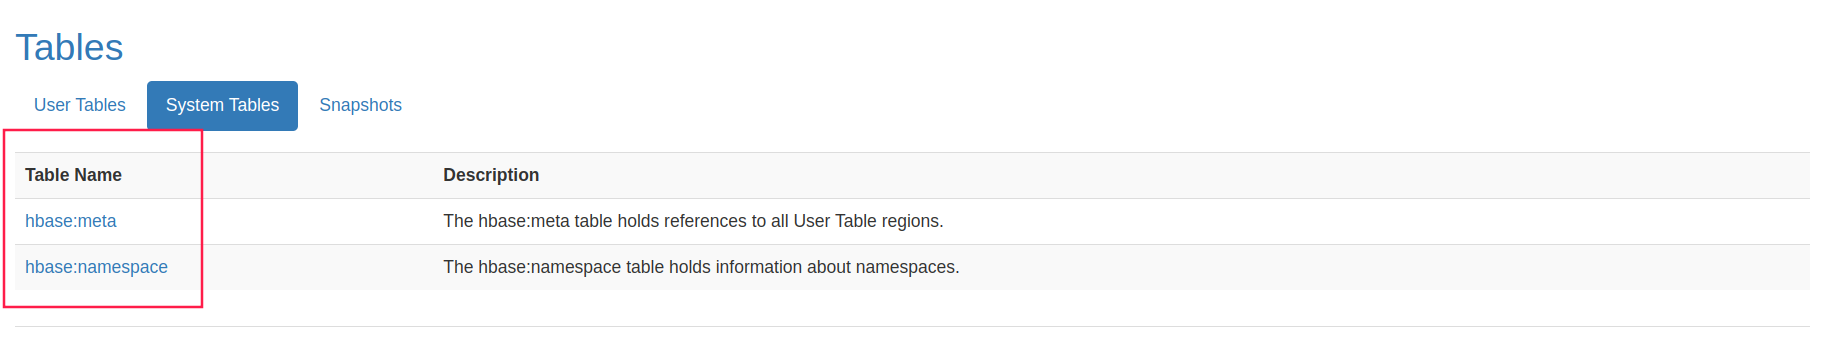 Tables
User Tables System Tables Snapshots
Table Name Description
hbase:meta The hbase:meta table holds references to all User Table regions.
hbase:namespace The hbase:namespace table holds information about namespaces.